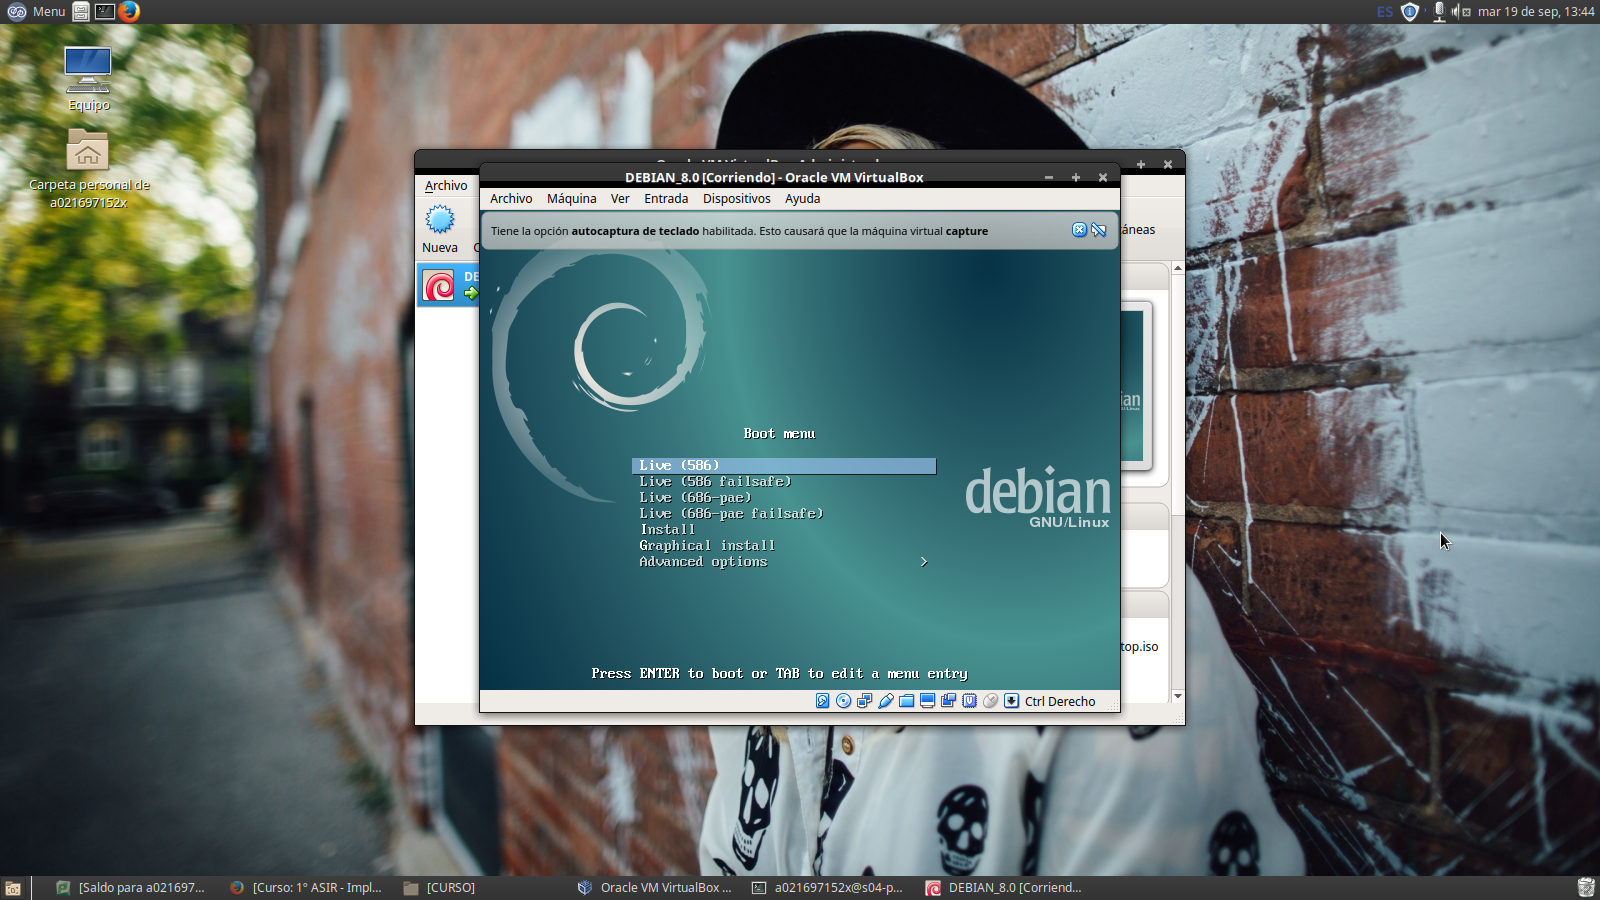 Menu
ES
mar 19 de sep, 13:44
Equipo
Carpeta personal de
a021697152x
Archivo
Nueva
DEBIAN_8.0 [Corriendo] - Oracle VM VirtualBox
Archivo Máquina Ver Entrada Dispositivos Ayuda
Tiene la opción autocaptura de teclado habilitada. Esto causará que la máquina virtual capture
Boot menu
Live (586)
Live (586 failsafe)
Live (686-pae)
Live (686-pae failsafe)
Install
Graphical install
Advanced options >
debian
GNU/Linux
Press ENTER to boot or TAB to edit a menu entry
Ctrl Derecho
táneas
DE
ian
top.iso
[Saldo para a021697...
[Curso: 1º ASIR - Impl...
[CURSO]
Oracle VM VirtualBox ...
a021697152x@s04-p...
DEBIAN_8.0 [Corriend...